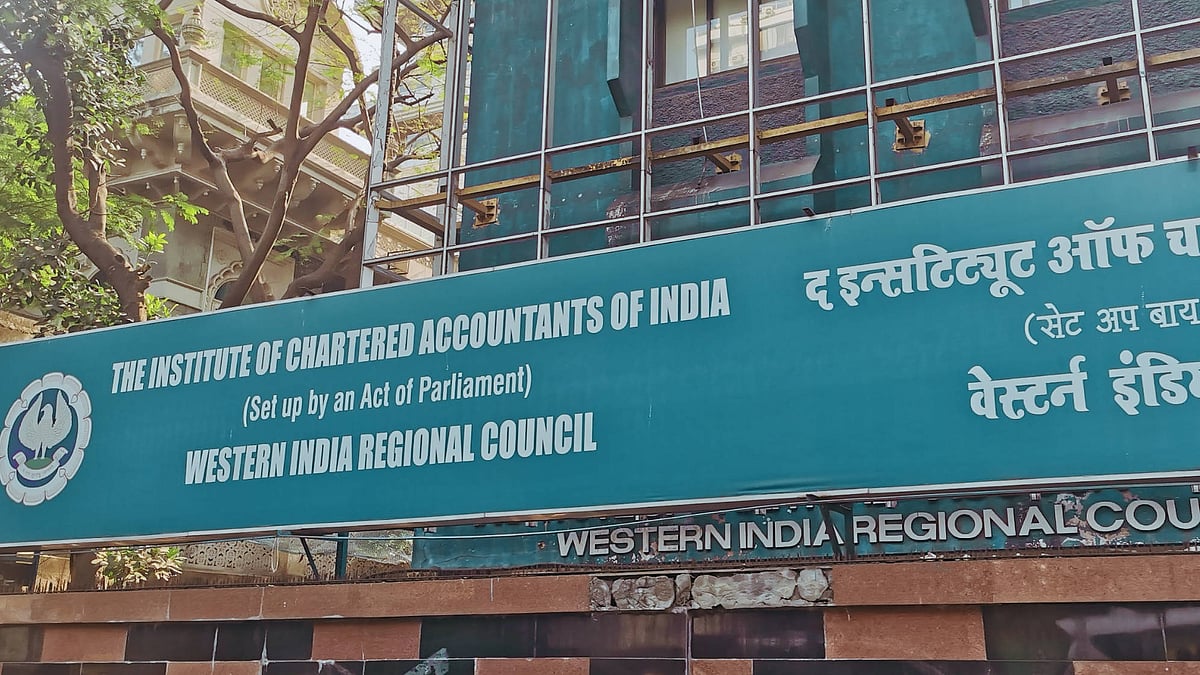 THE INSTITUTE OF CHARTERED ACCOUNTANTS OF INDIA
(Set up by an Act of Parliament)
WESTERN INDIA REGIONAL COUNCIL
द इन्सटिट्यूट ऑफ
(सेट अप बाय
वेस्टर्न
WESTERN INDIA REGIONAL